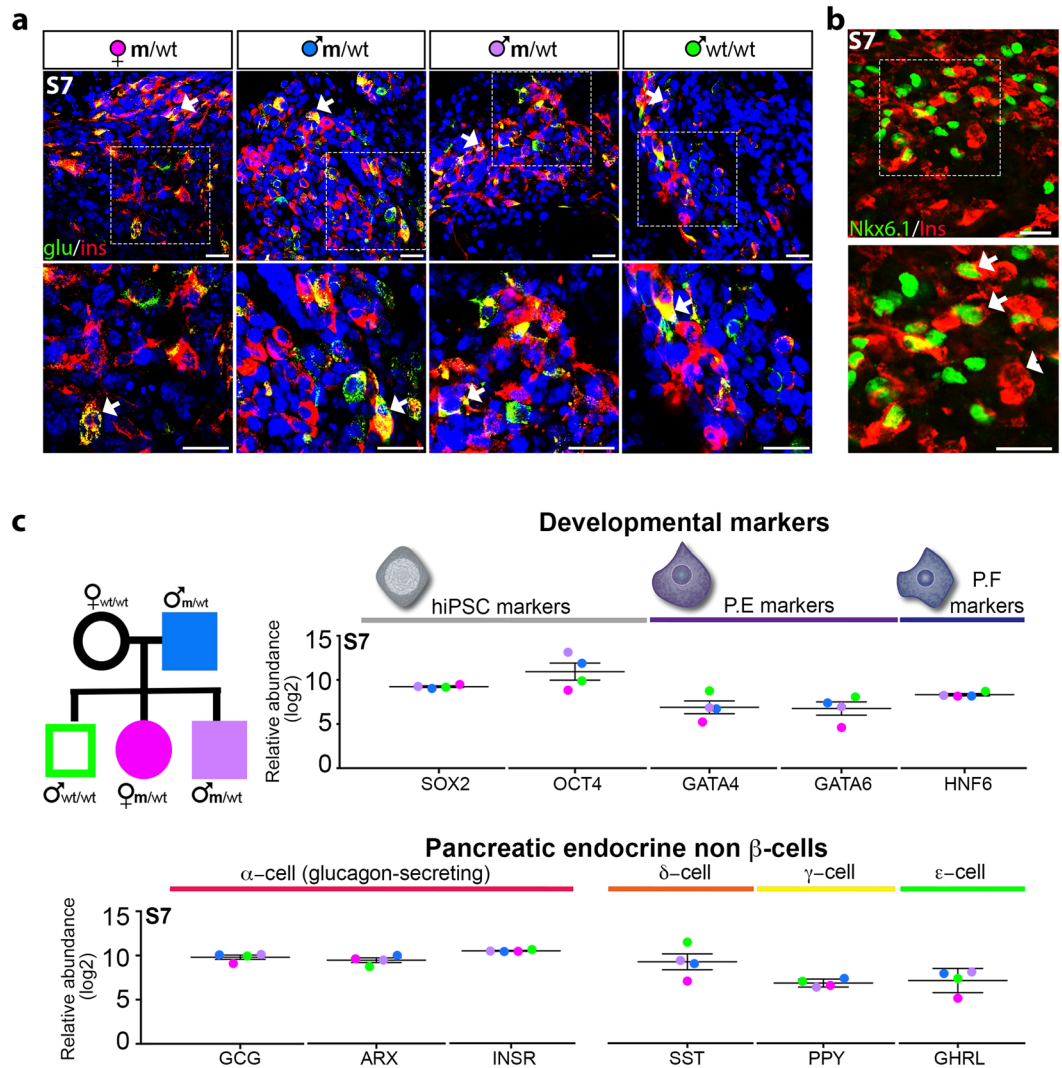 a
b
♀ m/wt
♂ m/wt
♂ m/wt
♂ wt/wt
S7
S7
glu/ins
Nkx6.1/Ins
c
Developmental markers
hiPSC markers
P.E markers
P.F
markers
♀wt/wt
♂m/wt
♂wt/wt
♀m/wt
♂m/wt
S7
Relative abundance
(log2)
15
10
5
0
SOX2
OCT4
GATA4
GATA6
HNF6
Pancreatic endocrine non β-cells
α-cell (glucagon-secreting)
δ-cell
γ-cell
ε-cell
S7
Relative abundance
(log2)
15
10
5
0
GCG
ARX
INSR
SST
PPY
GHRL